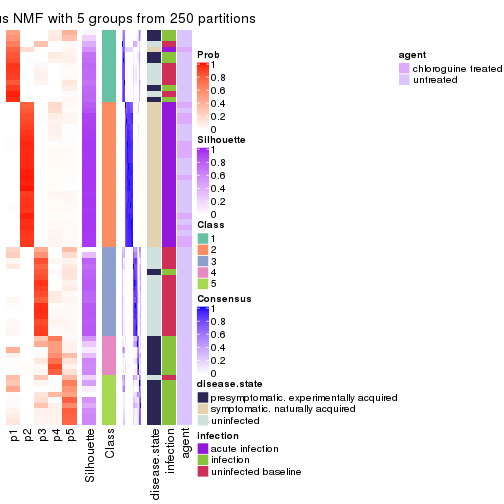 us NMF with 5 groups from 250 partitions
Prob
1
0.8
0.6
0.4
0.2
0
Silhouette
1
0.8
0.6
0.4
0.2
0
Class
1
2
3
4
5
Consensus
1
0.8
0.6
0.4
0.2
0
disease.state
presymptomatic. experimentally acquired
symptomatic. naturally acquired
uninfected
infection
acute infection
infection
uninfected baseline
agent
chloroguine treated
untreated
p1
p2
p3
p4
p5
Silhouette
Class
disease.state
infection
agent